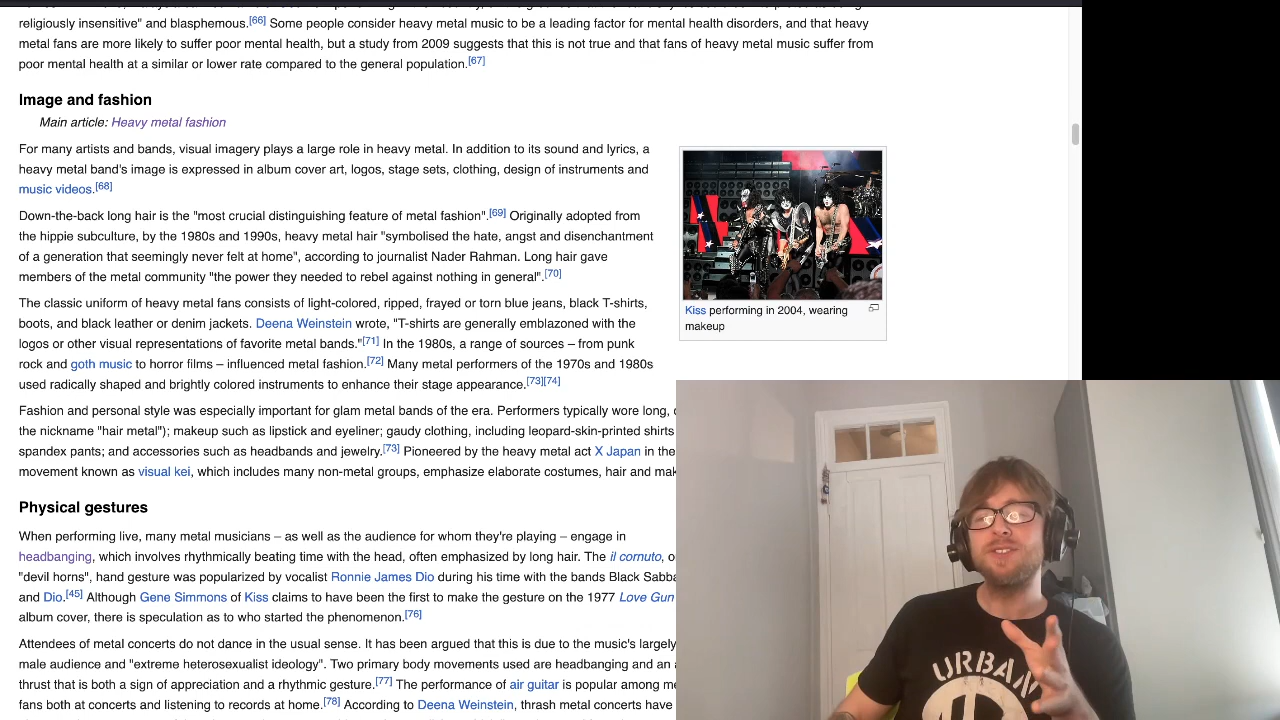 religiously insensitive" and blasphemous.[66] Some people consider heavy metal music to be a leading factor for mental health disorders, and that heavy
metal fans are more likely to suffer poor mental health, but a study from 2009 suggests that this is not true and that fans of heavy metal music suffer from
poor mental health at a similar or lower rate compared to the general population.[67]
Image and fashion
Main article: Heavy metal fashion
For many artists and bands, visual imagery plays a large role in heavy metal. In addition to its sound and lyrics, a
heavy metal band's image is expressed in album cover art, logos, stage sets, clothing, design of instruments and
music videos.[68]
Down-the-back long hair is the "most crucial distinguishing feature of metal fashion".[69] Originally adopted from
the hippie subculture, by the 1980s and 1990s, heavy metal hair "symbolised the hate, angst and disenchantment
of a generation that seemingly never felt at home", according to journalist Nader Rahman. Long hair gave
members of the metal community "the power they needed to rebel against nothing in general".[70]
The classic uniform of heavy metal fans consists of light-colored, ripped, frayed or torn blue jeans, black T-shirts,
boots, and black leather or denim jackets. Deena Weinstein wrote, "T-shirts are generally emblazoned with the
logos or other visual representations of favorite metal bands."[71] In the 1980s, a range of sources – from punk
rock and goth music to horror films – influenced metal fashion.[72] Many metal performers of the 1970s and 1980s
used radically shaped and brightly colored instruments to enhance their stage appearance.[73][74]
Kiss performing in 2004, wearing
makeup
Fashion and personal style was especially important for glam metal bands of the era. Performers typically wore long,
the nickname "hair metal"); makeup such as lipstick and eyeliner; gaudy clothing, including leopard-skin-printed shirts
spandex pants; and accessories such as headbands and jewelry.[73] Pioneered by the heavy metal act X Japan in the
movement known as visual kei, which includes many non-metal groups, emphasize elaborate costumes, hair and
Physical gestures
When performing live, many metal musicians – as well as the audience for whom they're playing – engage in
headbanging, which involves rhythmically beating time with the head, often emphasized by long hair. The il cornuto,
"devil horns", hand gesture was popularized by vocalist Ronnie James Dio during his time with the bands Black
and Dio.[45] Although Gene Simmons of Kiss claims to have been the first to make the gesture on the 1977 Love Gun
album cover, there is speculation as to who started the phenomenon.[76]
Attendees of metal concerts do not dance in the usual sense. It has been argued that this is due to the music's largely
male audience and "extreme heterosexualist ideology". Two primary body movements used are headbanging and an
thrust that is both a sign of appreciation and a rhythmic gesture.[77] The performance of air guitar is popular among
fans both at concerts and listening to records at home.[78] According to Deena Weinstein, thrash metal concerts have
URBAN